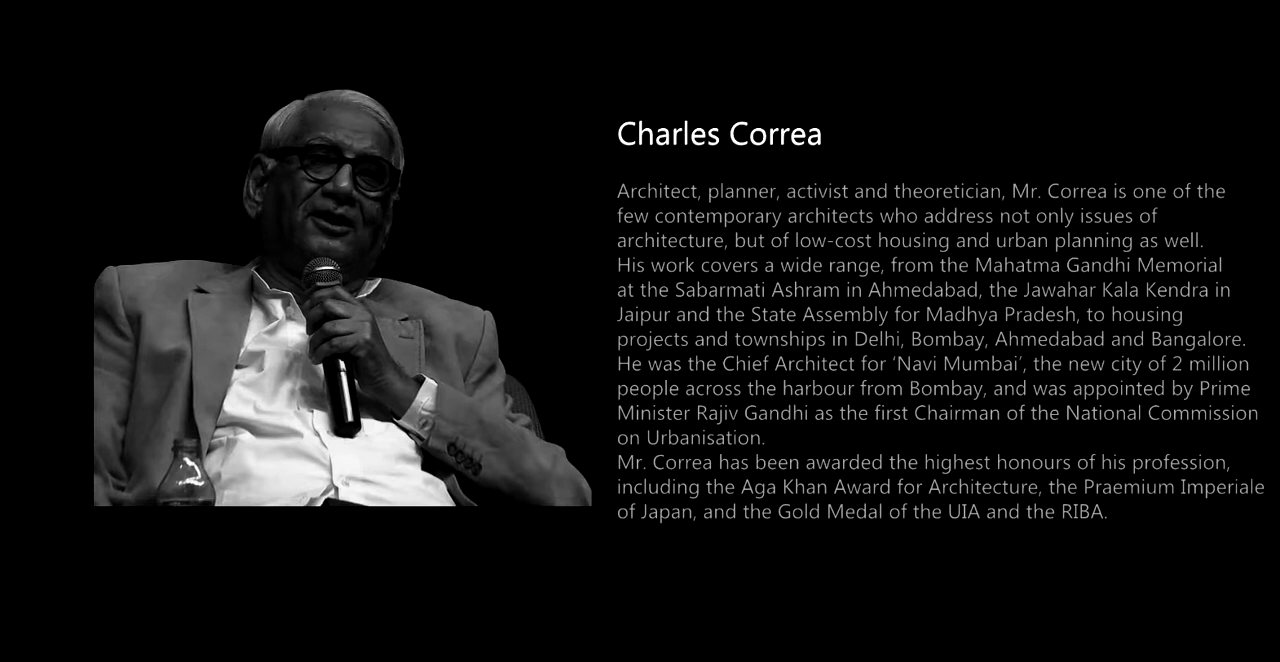 Charles Correa
Architect, planner, activist and theoretician, Mr. Correa is one of the
few contemporary architects who address not only issues of
architecture, but of low-cost housing and urban planning as well.
His work covers a wide range, from the Mahatma Gandhi Memorial
at the Sabarmati Ashram in Ahmedabad, the Jawahar Kala Kendra in
Jaipur and the State Assembly for Madhya Pradesh, to housing
projects and townships in Delhi, Bombay, Ahmedabad and Bangalore.
He was the Chief Architect for ‘Navi Mumbai’, the new city of 2 million
people across the harbour from Bombay, and was appointed by Prime
Minister Rajiv Gandhi as the first Chairman of the National Commission
on Urbanisation.
Mr. Correa has been awarded the highest honours of his profession,
including the Aga Khan Award for Architecture, the Praemium Imperiale
of Japan, and the Gold Medal of the UIA and the RIBA.